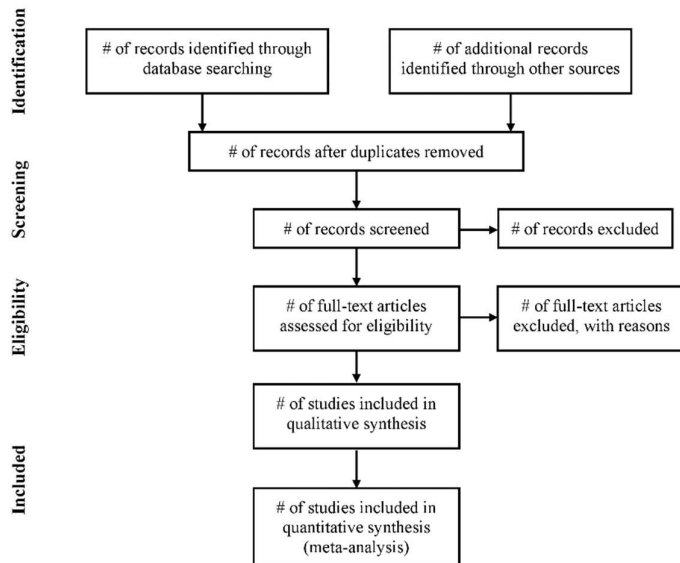 Identification
# of records identified through
database searching
# of additional records
identified through other sources
# of records after duplicates removed
Screening
# of records screened
# of records excluded
Eligibility
# of full-text articles
assessed for eligibility
# of full-text articles
excluded, with reasons
# of studies included in
qualitative synthesis
Included
# of studies included in
quantitative synthesis
(meta-analysis)